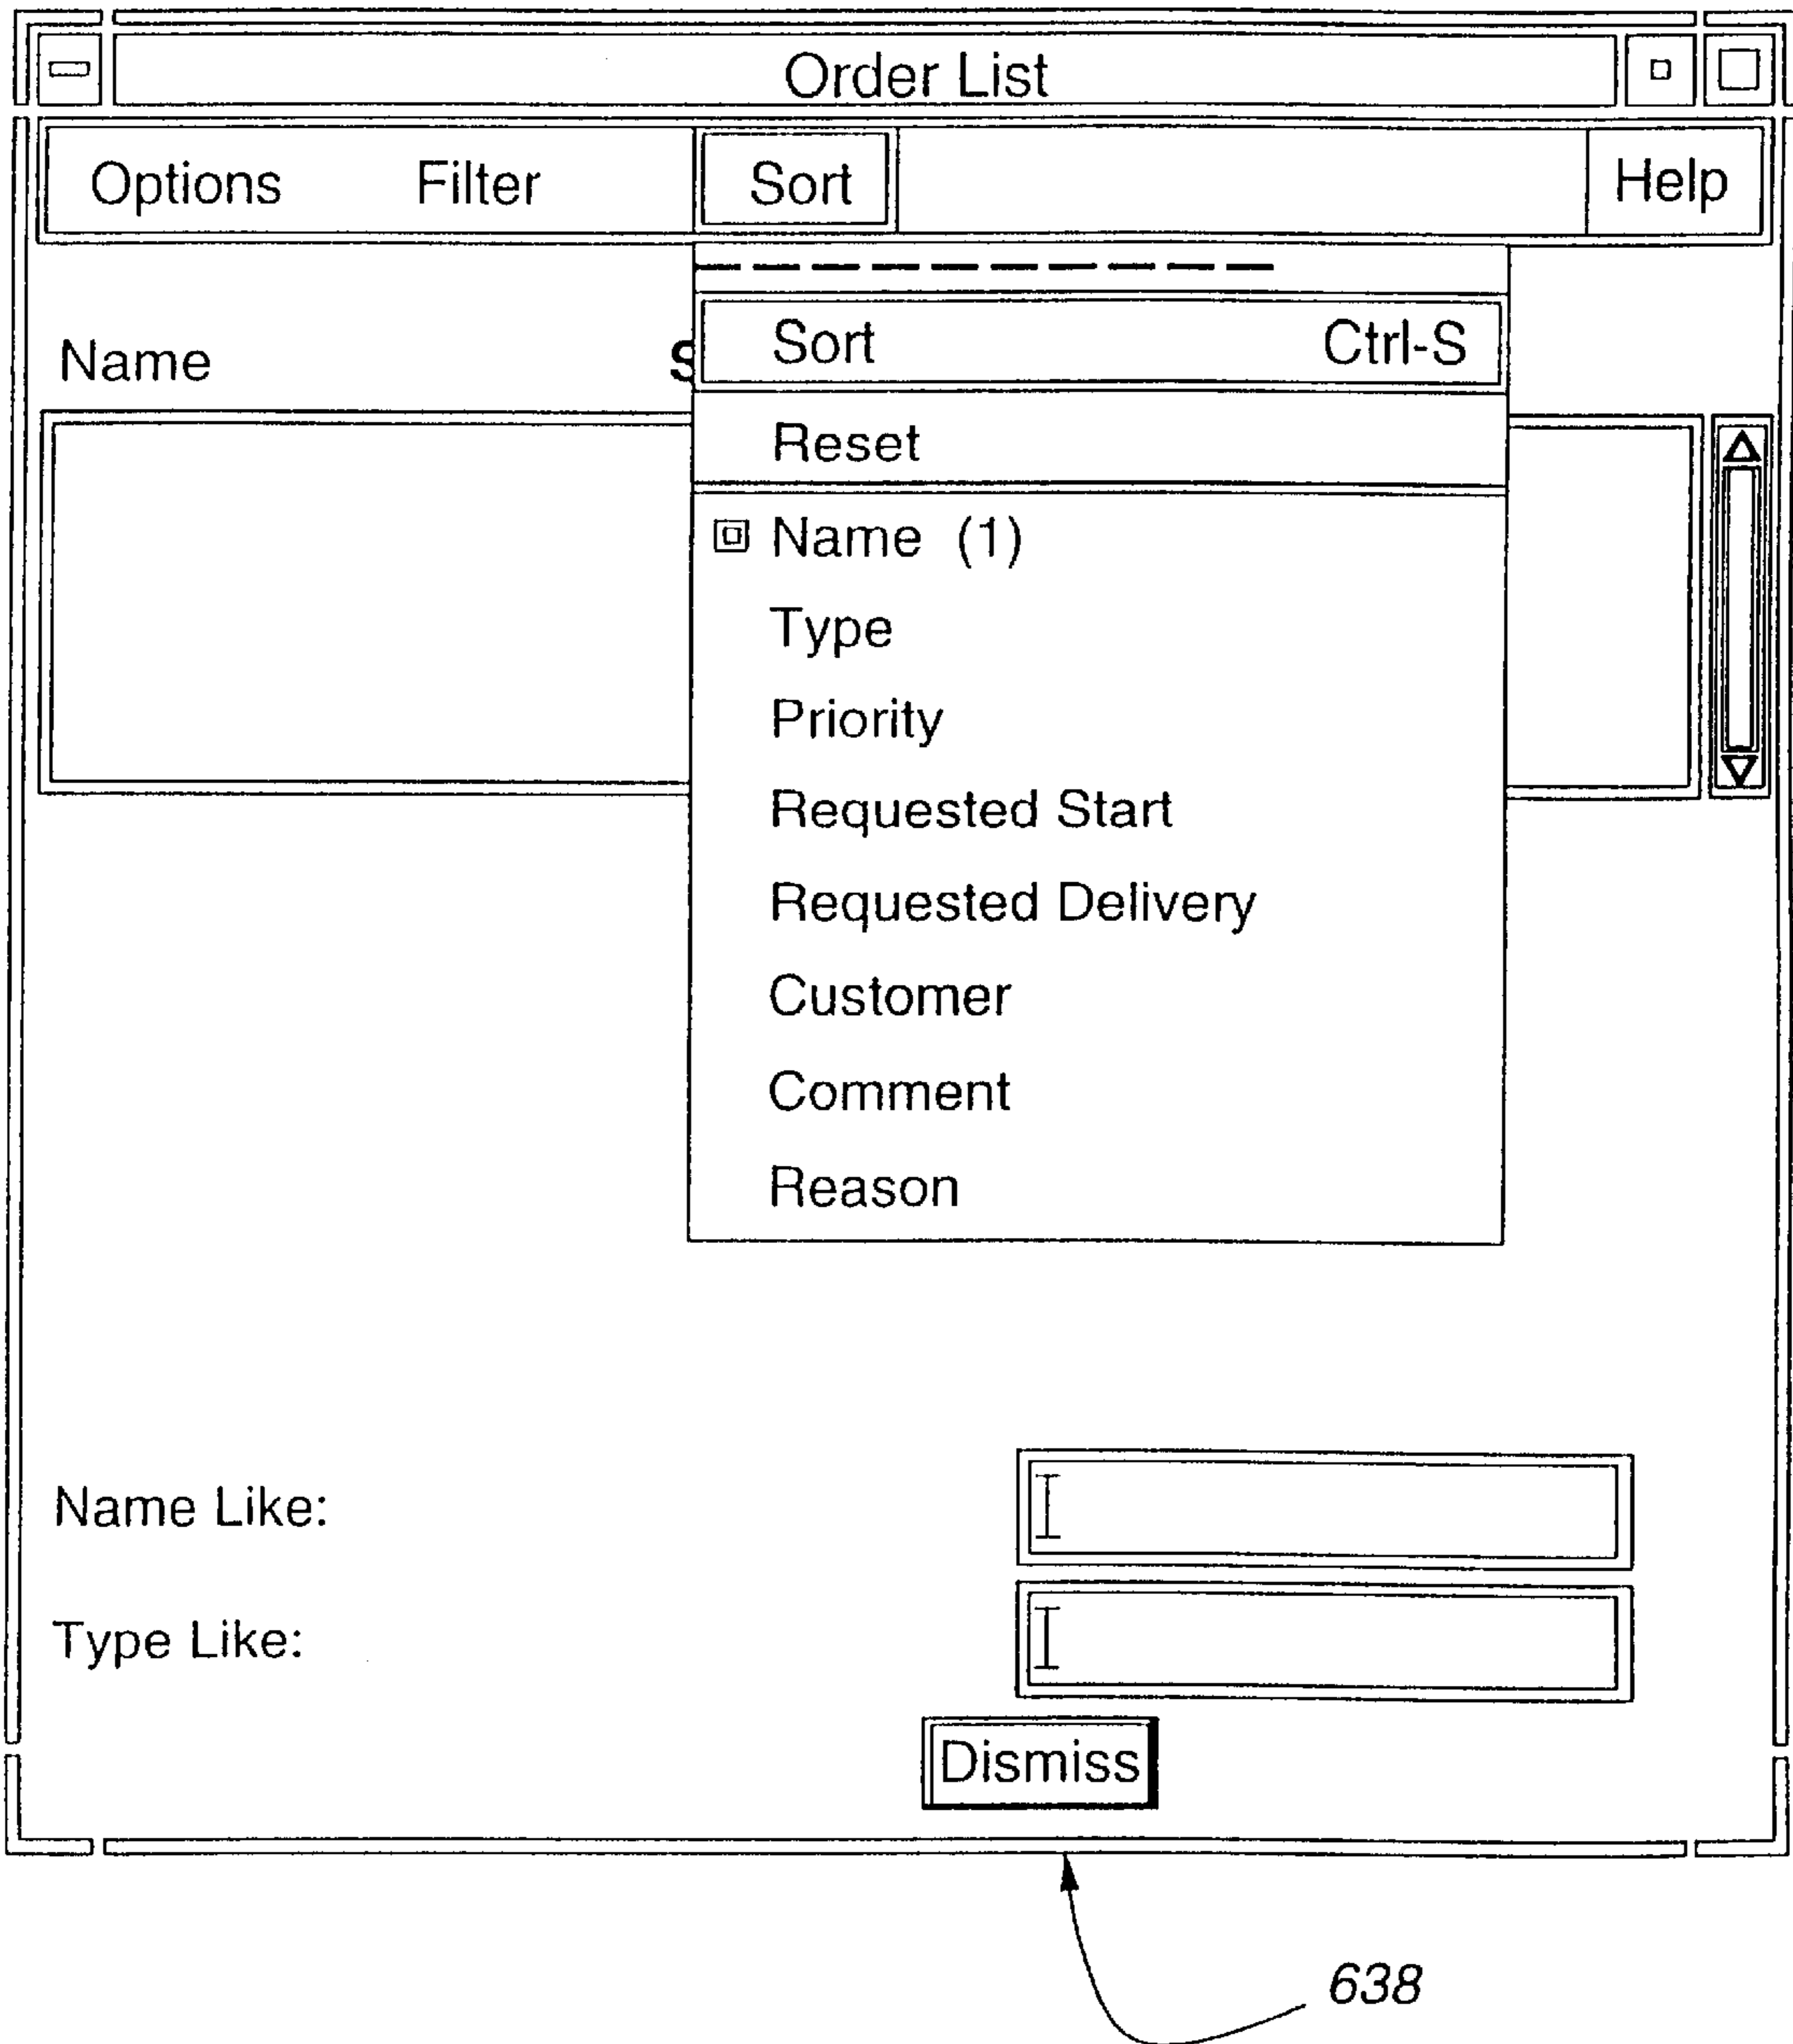 Order List
Options Filter Sort Help
Sort Ctrl-S
Name S
Reset
Name (1)
Type
Priority
Requested Start
Requested Delivery
Customer
Comment
Reason
Name Like:
Type Like:
Dismiss
638